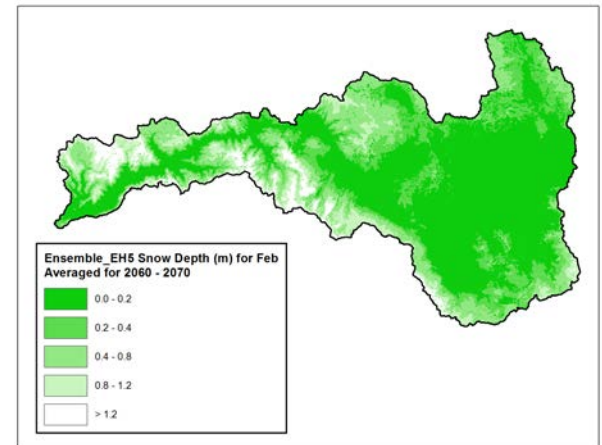 Ensemble_EH5 Snow Depth (m) for Feb
Averaged for 2060 - 2070
0.0 - 0.2
0.2 - 0.4
0.4 - 0.8
0.8 - 1.2
> 1.2